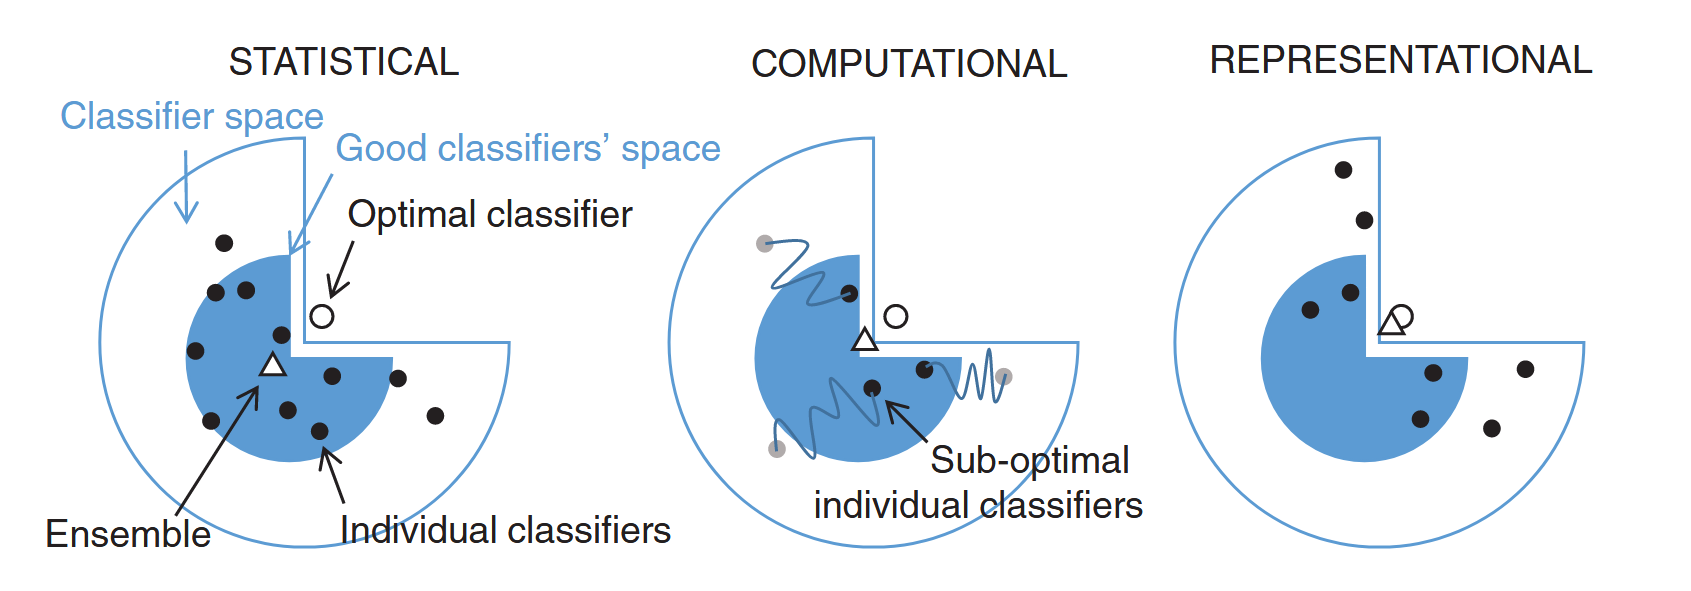 STATISTICAL
Classifier space
Good classifiers’ space
Optimal classifier
Ensemble
Individual classifiers
COMPUTATIONAL
Sub-optimal
individual classifiers
REPRESENTATIONAL